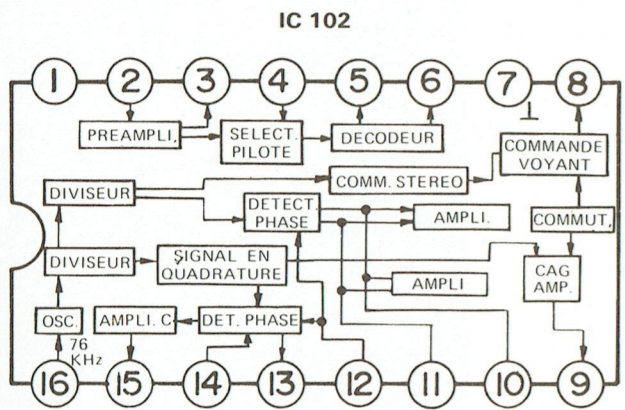 IC 102
1 2 3 4 5 6 7 8
PREAMPLI,
SELECT.
PILOTE
DECODEUR
COMMANDE
VOYANT
DIVISEUR
COMM. STEREO
DETECT.
PHASE
AMPLI.
COMMUT,
DIVISEUR
SIGNAL EN
QUADRATURE
CAG
AMP.
AMPLI
OSC.
AMPLI. C
DET. PHASE
76
KHz
16 15 14 13 12 11 10 9